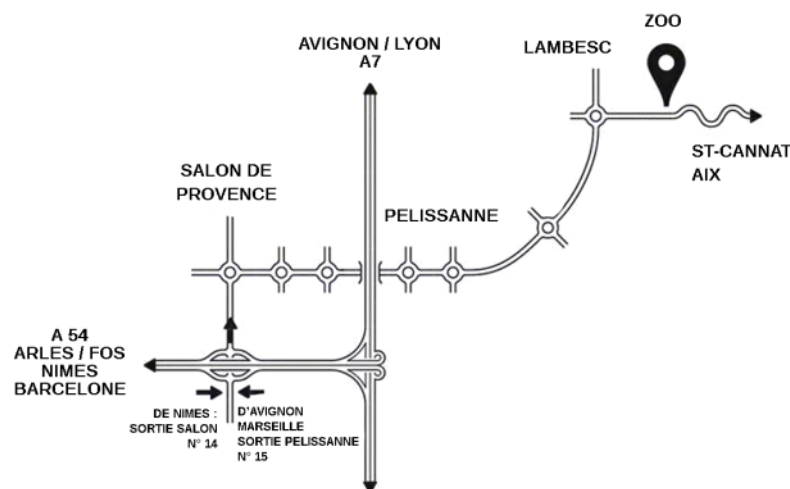 ZOO
AVIGNON / LYON
A7
LAMBESC
ST-CANNAT
AIX
SALON DE
PROVENCE
PELISSANNE
A 54
ARLES / FOS
NIMES
BARCELONE
DE NIMES :
SORTIE SALON
N° 14
D'AVIGNON
MARSEILLE
SORTIE PELISSANNE
N° 15